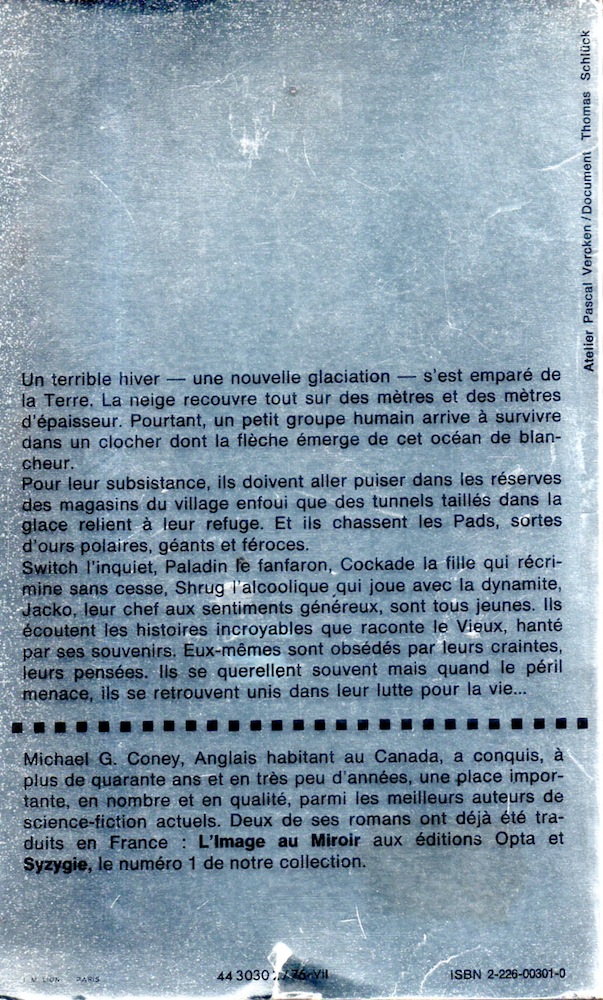 Atelier Pascal Vercken / Document Thomas Schlück
Un terrible hiver — une nouvelle glaciation — s'est emparé de
la Terre. La neige recouvre tout sur des mètres et des mètres
d'épaisseur. Pourtant, un petit groupe humain arrive à survivre
dans un clocher dont la flèche émerge de cet océan de blan-
cheur.
Pour leur subsistance, ils doivent aller puiser dans les réserves
des magasins du village enfoui que des tunnels taillés dans la
glace relient à leur refuge. Et ils chassent les Pads, sortes
d'ours polaires, géants et féroces.
Switch l'inquiet, Paladin le fanfaron, Cockade la fille qui récri-
mine sans cesse, Shrug l'alcoolique qui joue avec la dynamite,
Jacko, leur chef aux sentiments généreux, sont tous jeunes. Ils
écoutent les histoires incroyables que raconte le Vieux, hanté
par ses souvenirs. Eux-mêmes sont obsédés par leurs craintes,
leurs pensées. Ils se querellent souvent mais quand le péril
menace, ils se retrouvent unis dans leur lutte pour la vie...
Michael G. Coney, Anglais habitant au Canada, a conquis, à
plus de quarante ans et en très peu d'années, une place impor-
tante, en nombre et en qualité, parmi les meilleurs auteurs de
science-fiction actuels. Deux de ses romans ont déjà été tra-
duits en France : L'Image au Miroir aux éditions Opta et
Syzygie, le numéro 1 de notre collection.
PARIS
44 3030 76-VII
ISBN 2-226-00301-0